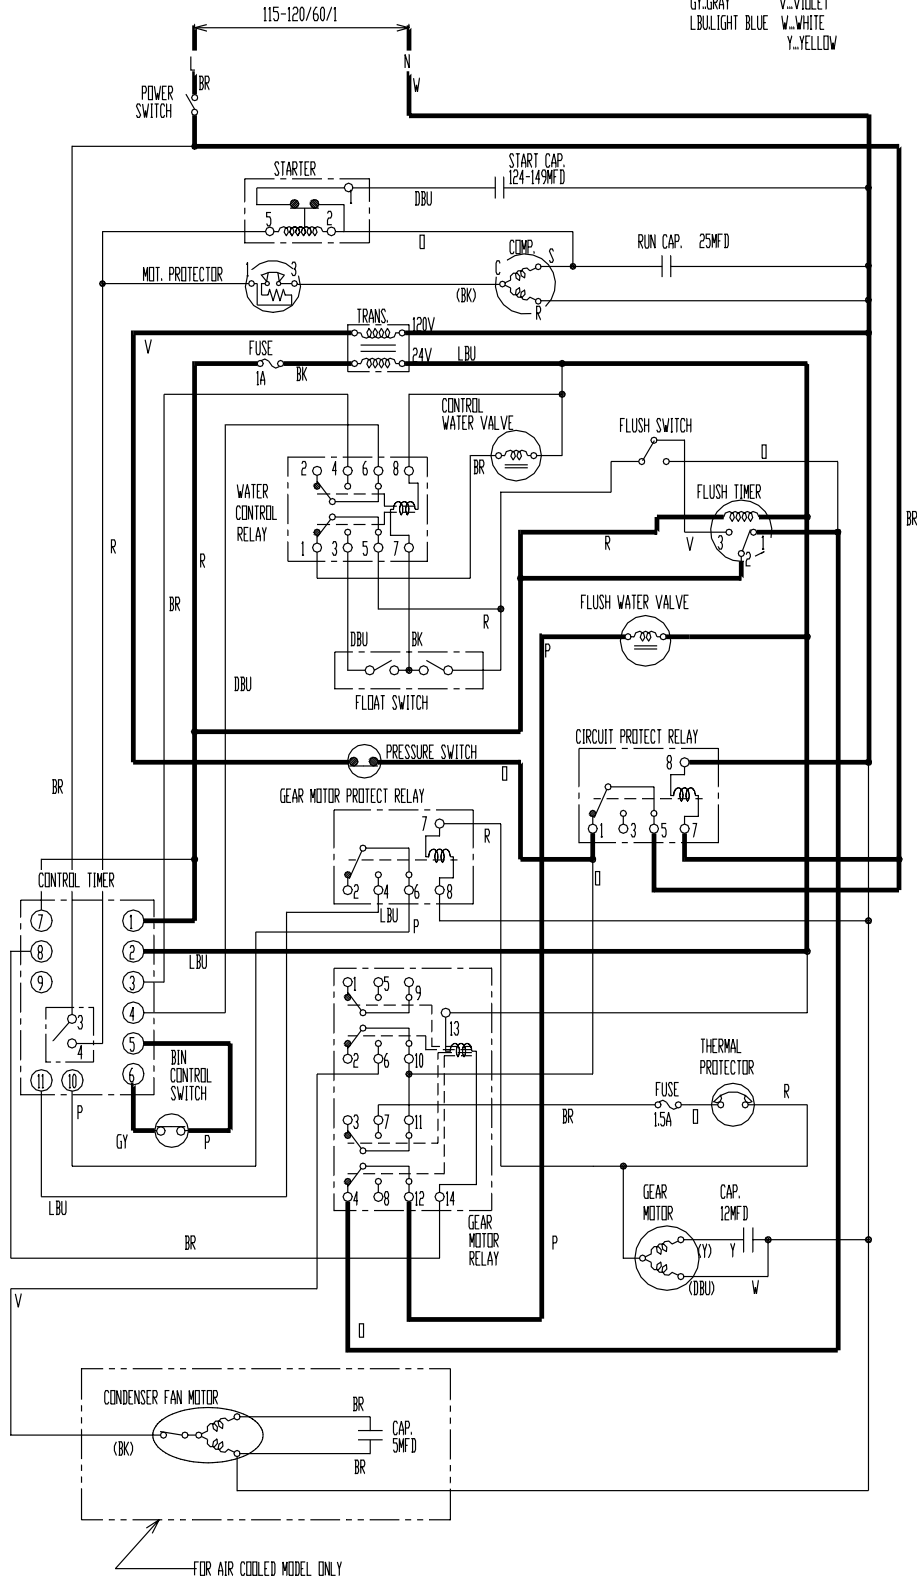 115-120/60/1
GY..GRAY V...VIOLET
LBU.LIGHT BLUE W...WHITE
Y...YELLOW
L
BR
N
W
POWER
SWITCH
STARTER
START CAP.
124-149MFD
1
DBU
5
2
O
COMP.
RUN CAP. 25MFD
MOT. PROTECTOR
1
3
C
S
(BK)
R
TRANS.
120V
V
FUSE
24V
LBU
1A
BK
CONTROL
WATER VALVE
FLUSH SWITCH
BR
O
2 4 6 8
WATER
CONTROL
RELAY
FLUSH TIMER
BR
3
1
2
R
V
R
R
1 3 5 7
BR
FLUSH WATER VALVE
R
DBU
BK
P
DBU
FLOAT SWITCH
CIRCUIT PROTECT RELAY
PRESSURE SWITCH
8
O
BR
GEAR MOTOR PROTECT RELAY
7
R
1 3 5 7
CONTROL TIMER
O
2 4 6 8
LBU
P
7
1
8
2
LBU
9
3
1 5 9
4
13
3
4
5
BIN
CONTROL
SWITCH
2 6 10
THERMAL
PROTECTOR
11 10
6
FUSE
1.5A
O
R
BR
P
3 7 11
GY
P
4 8 12 14
LBU
GEAR
MOTOR
CAP.
12MFD
GEAR
MOTOR
RELAY
BR
P
(Y)
Y
(DBU)
W
V
O
CONDENSER FAN MOTOR
BR
CAP.
5MFD
(BK)
BR
FOR AIR COOLED MODEL ONLY